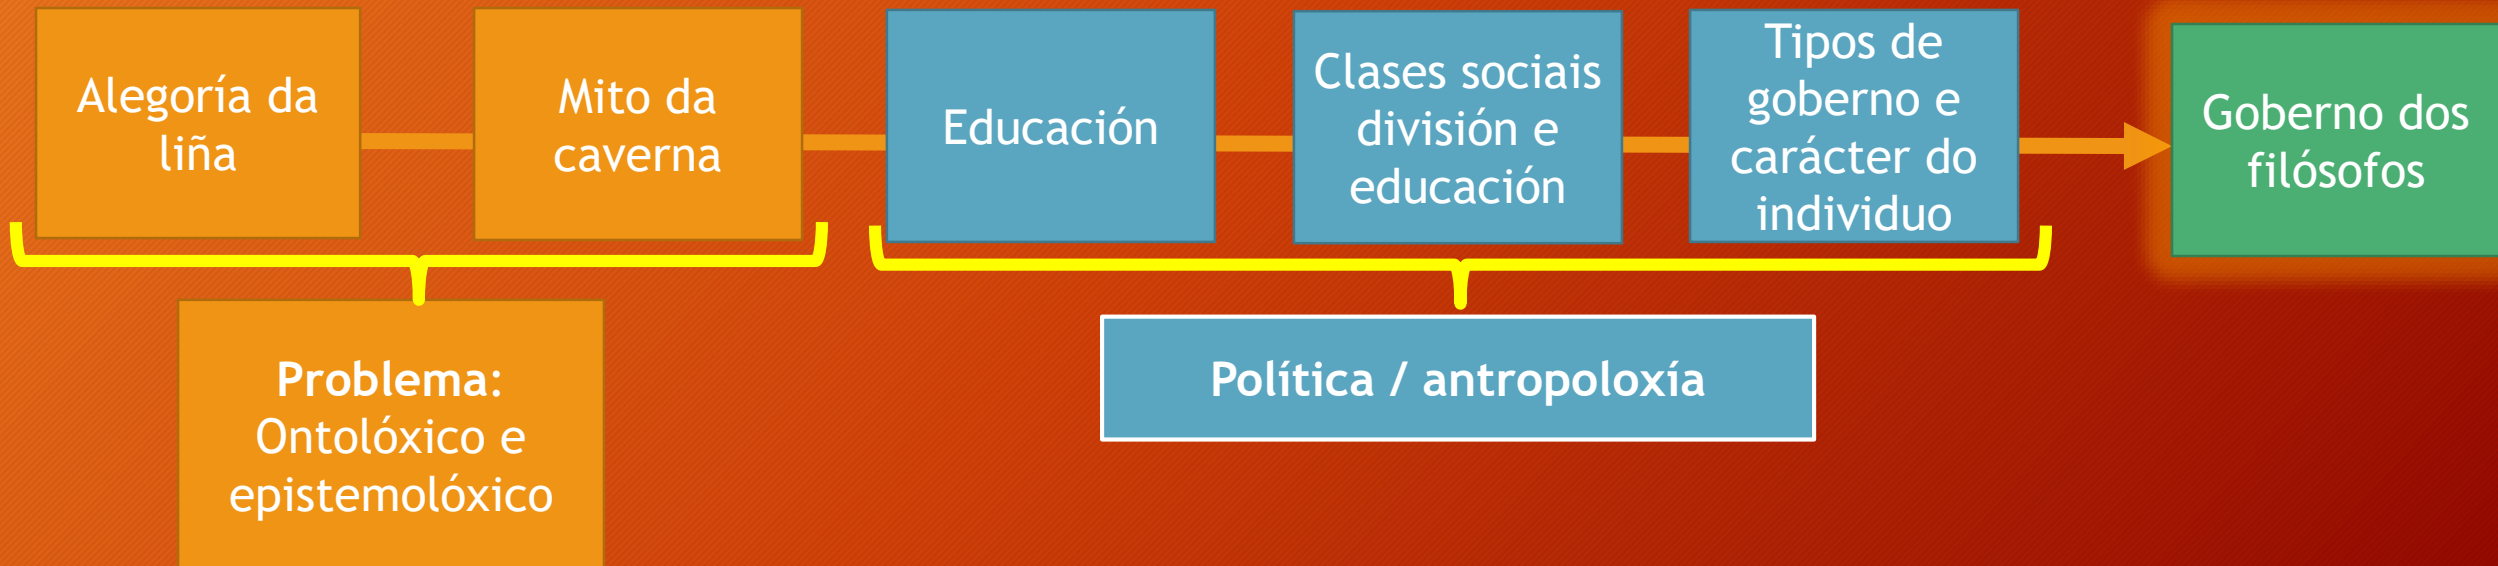 Alegoría da
liña
Mito da
caverna
Educación
Clases sociais
división e
educación
Tipos de
goberno e
carácter do
individuo
Goberno dos
filósofos
Problema:
Ontolóxico e
epistemolóxico
Política / antropoloxía